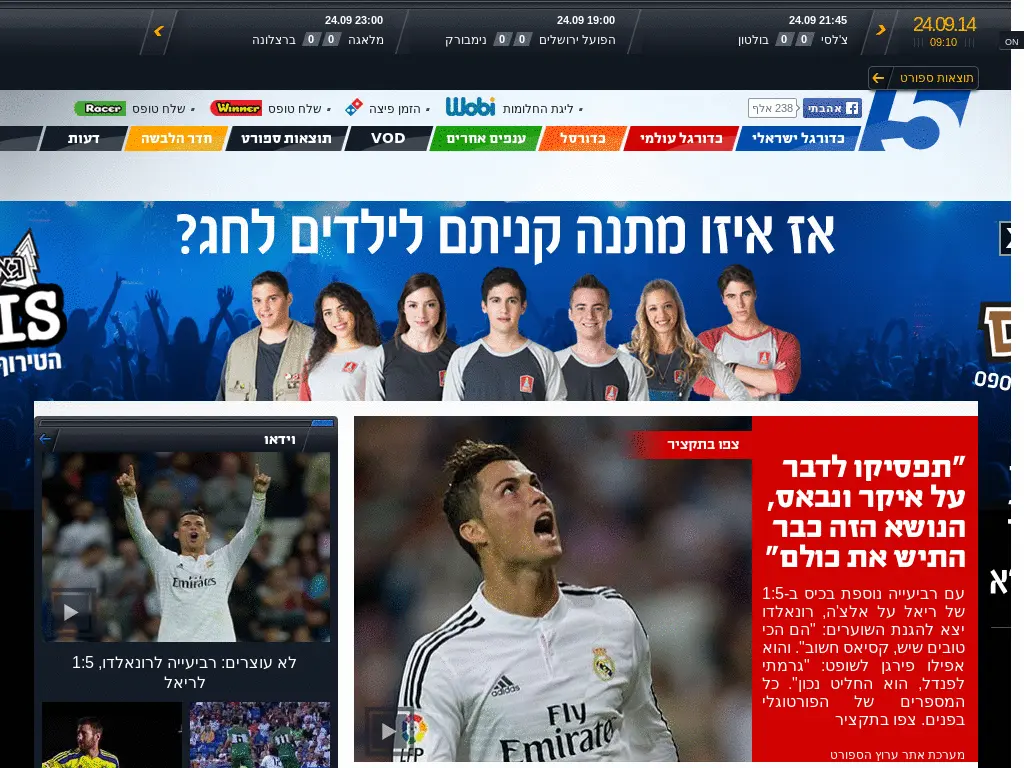 24.09.14
09:10
ON
24.09 21:45
צ'לסי 0 0 בולטון
24.09 19:00
הפועל ירושלים 0 0 נימבורק
24.09 23:00
מלאגה 0 0 ברצלונה
תוצאות ספורט
אהבתי
238 אלף
ליגת החלומות
Wobi
הזמן פיצה
שלח טופס Winner
שלח טופס Racer
5
כדורגל ישראלי
כדורגל עולמי
כדורסל
ענפים אחרים
VOD
תוצאות ספורט
חדר הלבשה
דעות
אז איזו מתנה קניתם לילדים לחג?
IS
הטירוף
090
צפו בתקציר
"תפסיקו לדבר
על איקר ונבאס,
הנושא הזה כבר
התיש את כולם"
עם רביעייה נוספת בכיס ב-1:5
של ריאל על אלצ'ה, רונאלדו
יצא להגנת השוערים: "הם הכי
טובים שיש, קסיאס חשוב". והוא
אפילו פירגן לשופט: "גרמתי
לפנדל, הוא החליט נכון". כל
המספרים של הפורטוגלי
בפנים. צפו בתקציר
מערכת אתר ערוץ הספורט
adidas
Fly
Emirates
LFP
וידאו
Emirates
לא עוצרים: רביעייה לרונאלדו, 1:5
לריאל